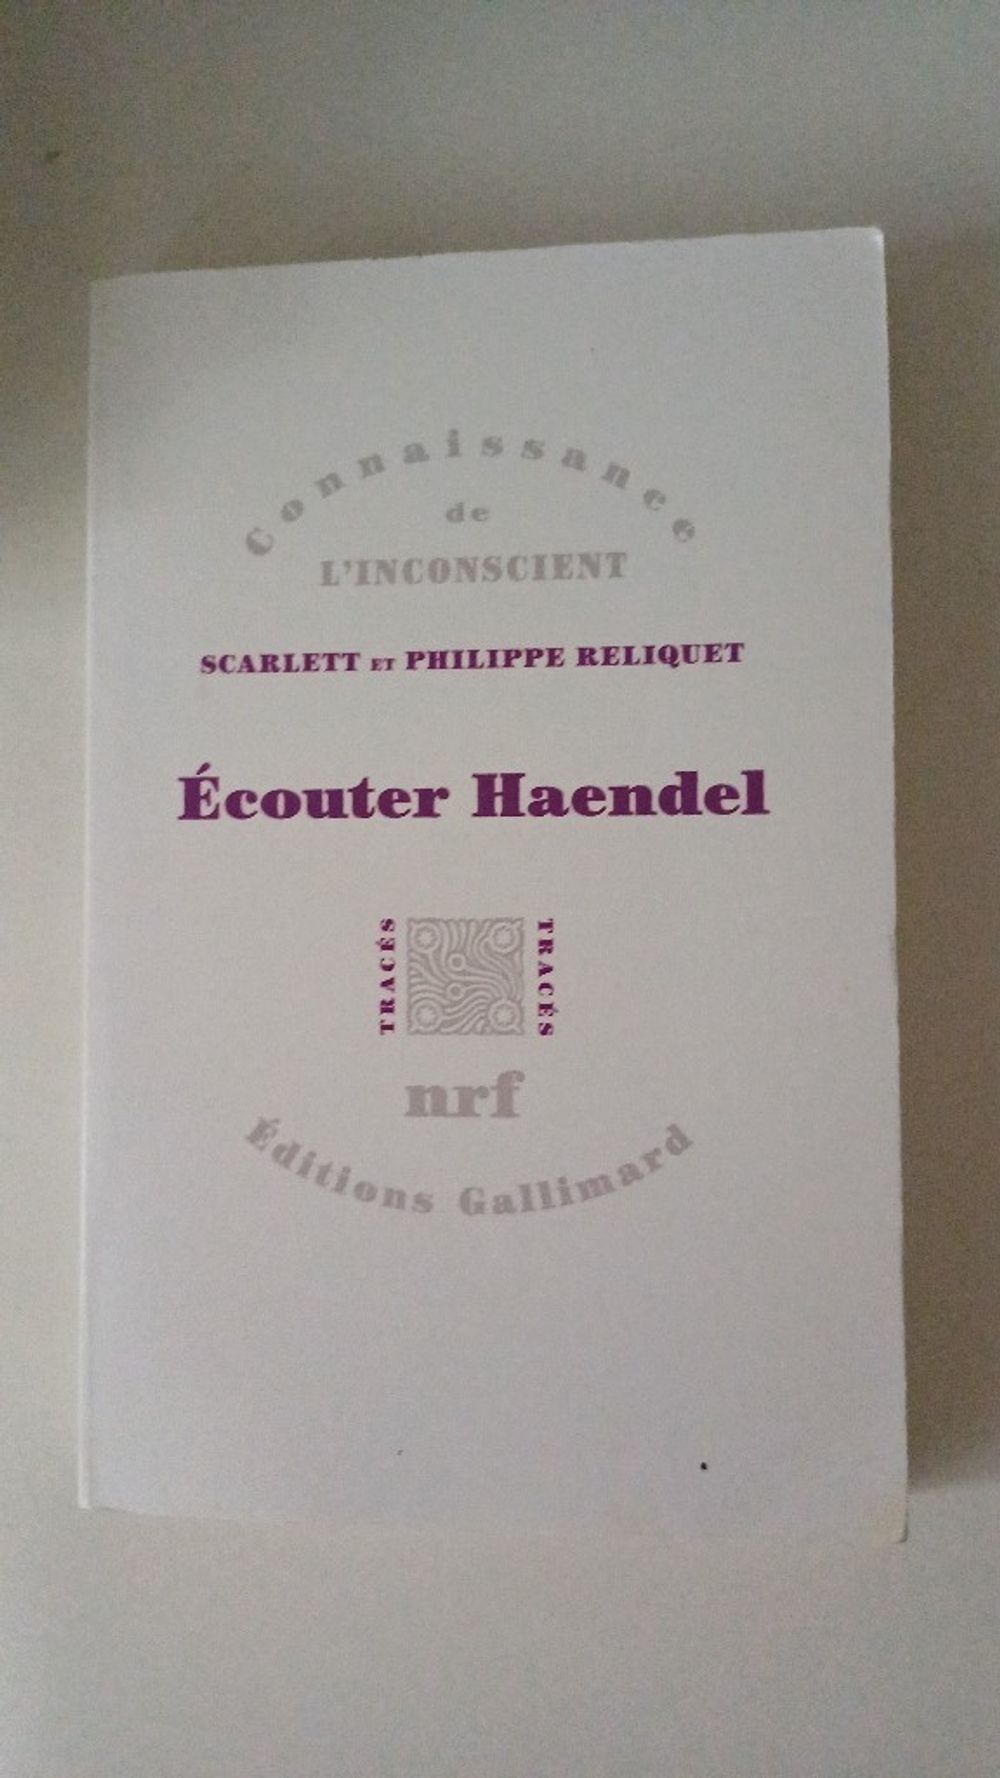 Connaissance
de
L'INCONSCIENT
SCARLETT ET PHILIPPE RELIQUET
Écouter Haendel
TRACÉS
TRACÉS
nrf
Éditions Gallimard